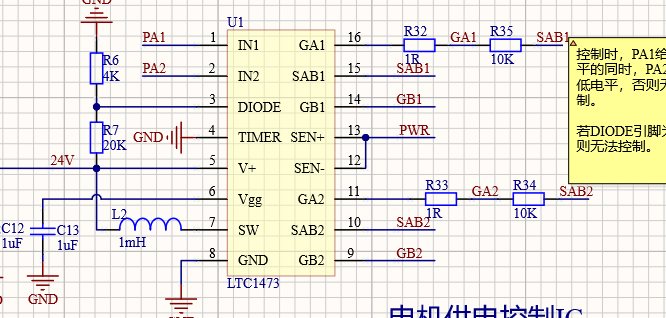 GND
U1
PA1 1 IN1 GA1 16 R32 GA1 R35 SAB1
R6 1R 10K
4K
PA2 2 IN2 SAB1 15 SAB1
3 DIODE GB1 14 GB1
R7
20K
GND 4 TIMER SEN+ 13 PWR
24V 5 V+ SEN- 12
6 Vgg GA2 11 R33 GA2 R34 SAB2
1R 10K
C12 C13 L2 7 SW SAB2 10 SAB2
1uF 1uF 1mH
8 GND GB2 9 GB2
LTC1473
GND
GND
控制时，PA1给
平的同时，PA2
低电平，否则无
制。
若DIODE引脚为
则无法控制。
电机供电控制IC